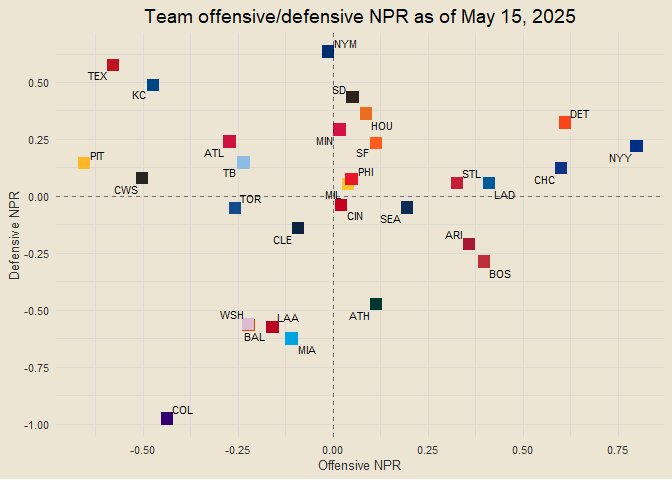 Team offensive/defensive NPR as of May 15, 2025
NYM
TEX
KC
SD
0.50
HOU
DET
MIN
SF
0.25
ATL
NYY
PIT
TB
PHI
CHC
STL
CWS
MIL
LAD
0.00
TOR
CIN
SEA
CLE
ARI
Defensive NPR
-0.25
BOS
ATH
WSH
LAA
-0.50
BAL
MIA
-0.75
COL
-1.00
-0.50 -0.25 0.00 0.25 0.50 0.75
Offensive NPR